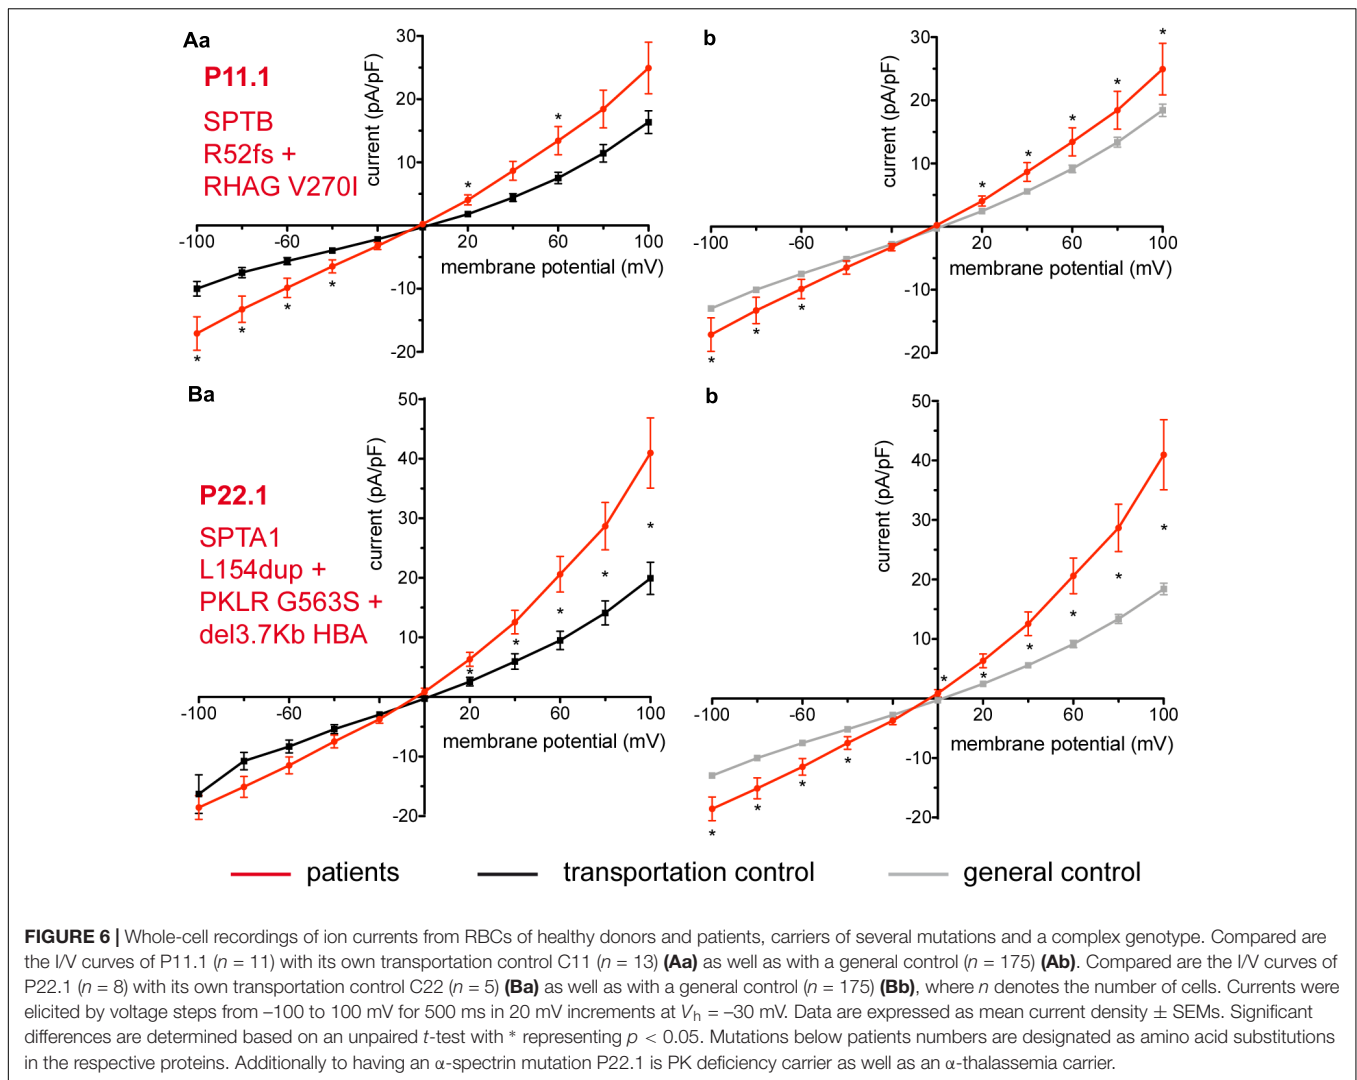 Aa
P11.1
SPTB
R52fs +
RHAG V270I
current (pA/pF)
30
20
10
-100
-60
20
60
100
membrane potential (mV)
-10
-20
*
*
*
*
*
*
b
current (pA/pF)
30
20
10
-100
-60
20
60
100
membrane potential (mV)
-10
-20
*
*
*
*
*
*
*
*
Ba
P22.1
SPTA1
L154dup +
PKLR G563S +
del3.7Kb HBA
current (pA/pF)
50
40
30
20
10
-100
-60
20
60
100
membrane potential (mV)
-10
-20
*
*
*
*
*
b
current (pA/pF)
50
40
30
20
10
-100
-60
20
60
100
membrane potential (mV)
-10
-20
*
*
*
*
*
*
*
*
*
*
patients
transportation control
general control
FIGURE 6 | Whole-cell recordings of ion currents from RBCs of healthy donors and patients, carriers of several mutations and a complex genotype. Compared are
the I/V curves of P11.1 (n = 11) with its own transportation control C11 (n = 13) (Aa) as well as with a general control (n = 175) (Ab). Compared are the I/V curves of
P22.1 (n = 8) with its own transportation control C22 (n = 5) (Ba) as well as with a general control (n = 175) (Bb), where n denotes the number of cells. Currents were
elicited by voltage steps from –100 to 100 mV for 500 ms in 20 mV increments at Vh = –30 mV. Data are expressed as mean current density ± SEMs. Significant
differences are determined based on an unpaired t-test with * representing p < 0.05. Mutations below patients numbers are designated as amino acid substitutions
in the respective proteins. Additionally to having an α-spectrin mutation P22.1 is PK deficiency carrier as well as an α-thalassemia carrier.